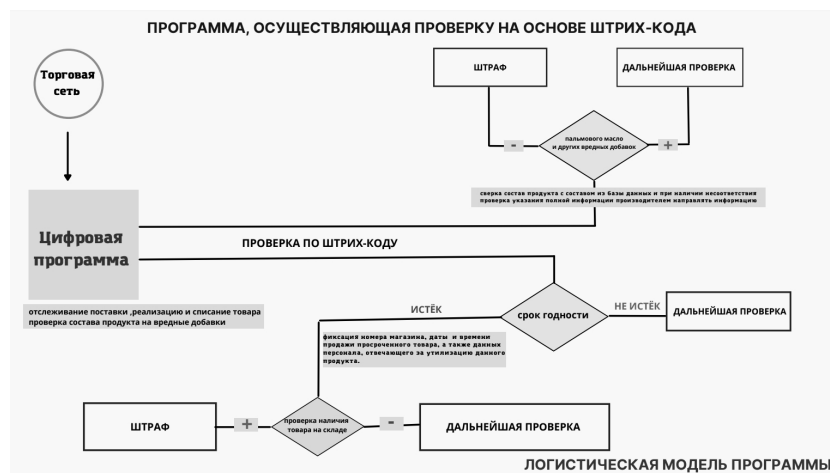 ПРОГРАММА, ОСУЩЕСТВЛЯЮЩАЯ ПРОВЕРКУ НА ОСНОВЕ ШТРИХ-КОДА
Торговая
сеть
ШТРАФ
ДАЛЬНЕЙШАЯ ПРОВЕРКА
пальмового масло
и других вредных добавок
-
+
сверка состав продукта с составом из базы данных и при наличии несоответствия
проверка указания полной информации производителем направлять информацию
Цифровая
программа
ПРОВЕРКА ПО ШТРИХ-КОДУ
отслеживание поставки ,реализацию и списание товара
проверка состава продукта на вредные добавки
ИСТЁК
срок годности
НЕ ИСТЁК
ДАЛЬНЕЙШАЯ ПРОВЕРКА
фиксация номера магазина, даты и времени
продажи просроченного товара, а также данных
персонала, отвечающего за утилизацию данного
продукта.
ШТРАФ
+
проверка наличия
товара на складе
-
ДАЛЬНЕЙШАЯ ПРОВЕРКА
ЛОГИСТИЧЕСКАЯ МОДЕЛЬ ПРОГРАММЫ